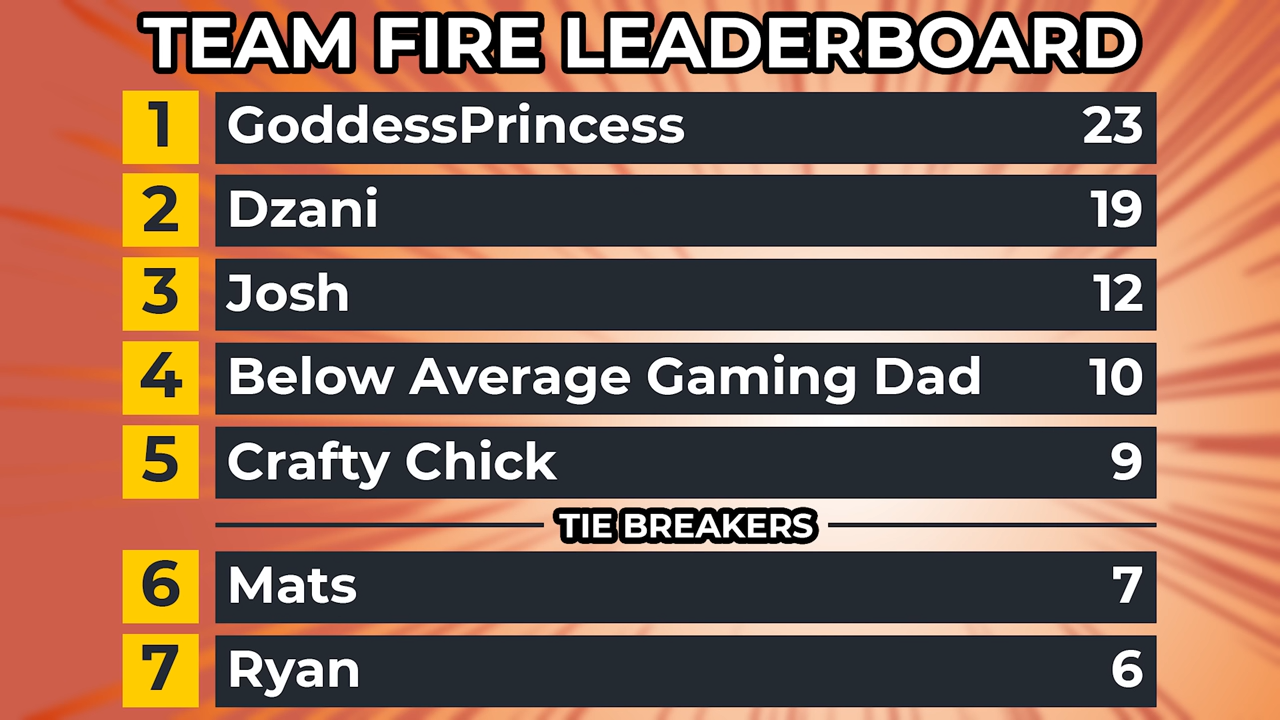 TEAM FIRE LEADERBOARD
1 GoddessPrincess 23
2 Dzani 19
3 Josh 12
4 Below Average Gaming Dad 10
5 Crafty Chick 9
TIE BREAKERS
6 Mats 7
7 Ryan 6